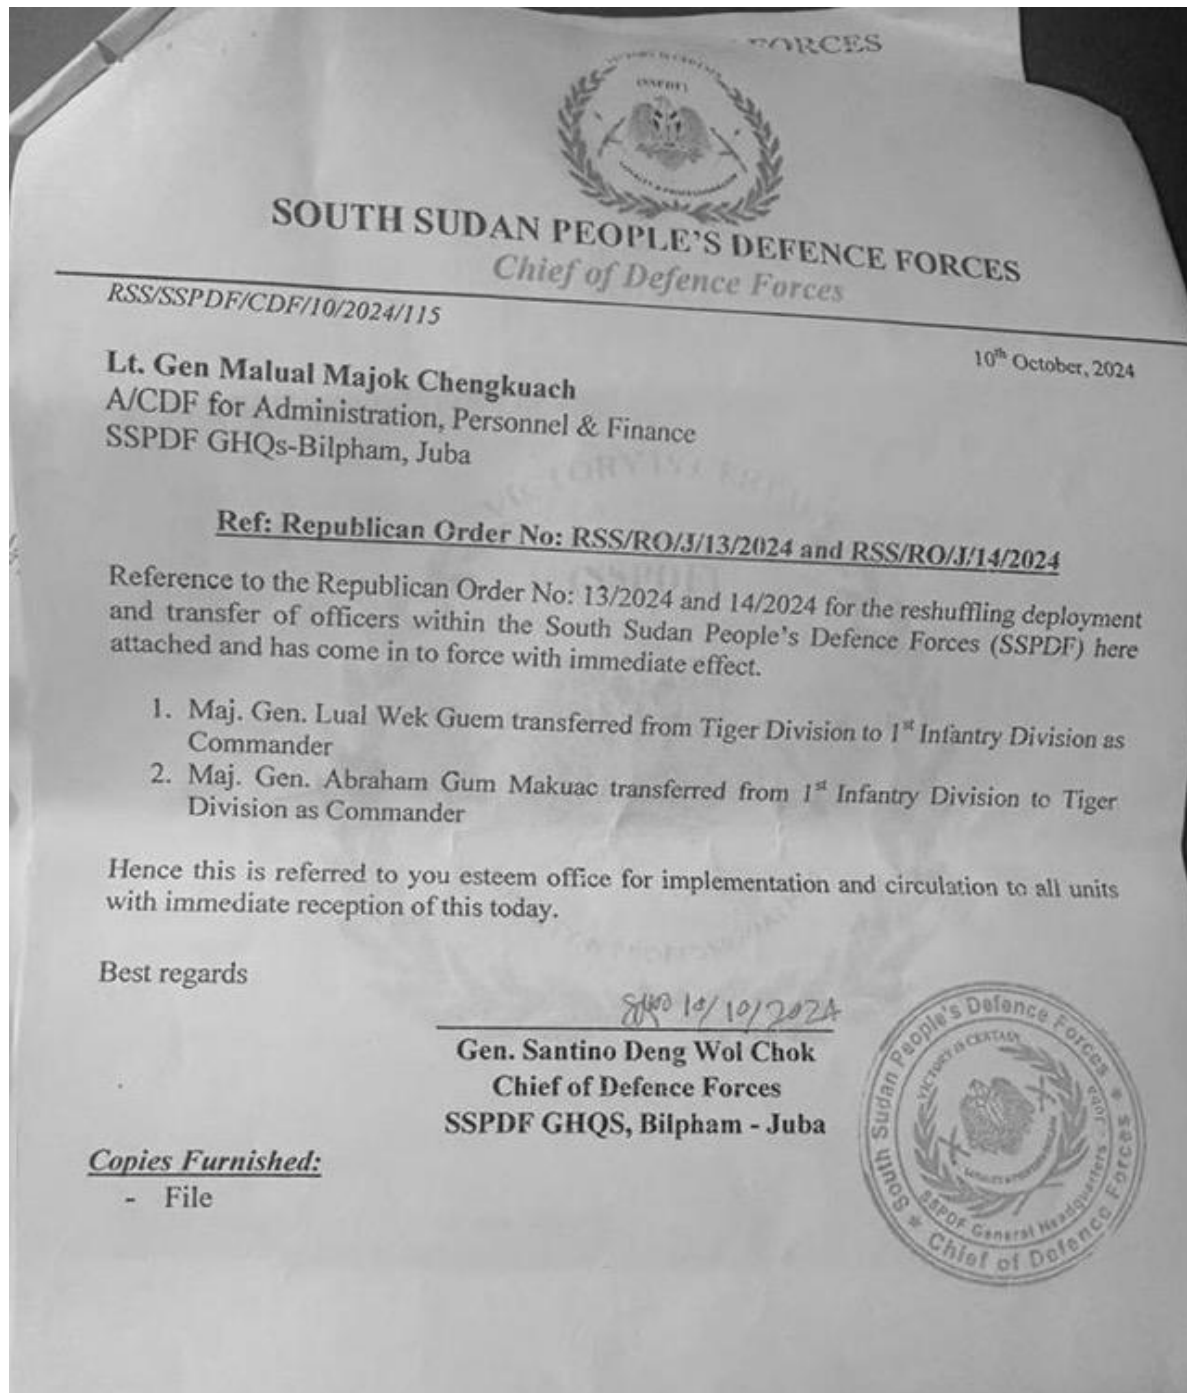 FORCES
(SSPDF)
SOUTH SUDAN PEOPLE'S DEFENCE FORCES
Chief of Defence Forces
RSS/SSPDF/CDF/10/2024/115
10th October, 2024
Lt. Gen Malual Majok Chengkuach
A/CDF for Administration, Personnel & Finance
SSPDF GHQs-Bilpham, Juba
Ref: Republican Order No: RSS/RO/J/13/2024 and RSS/RO/J/14/2024
Reference to the Republican Order No: 13/2024 and 14/2024 for the reshuffling deployment
and transfer of officers within the South Sudan People's Defence Forces (SSPDF) here
attached and has come in to force with immediate effect.
1. Maj. Gen. Lual Wek Guem transferred from Tiger Division to 1st Infantry Division as
Commander
2. Maj. Gen. Abraham Gum Makuac transferred from 1st Infantry Division to Tiger
Division as Commander
Hence this is referred to you esteem office for implementation and circulation to all units
with immediate reception of this today.
Best regards
10/10/2024
Gen. Santino Deng Wol Chok
Chief of Defence Forces
SSPDF GHQS, Bilpham - Juba
South Sudan People's Defence Forces
VICTORY IS CERTAIN
SSPDF General Headquarters - Juba
Chief of Defence Forces
Copies Furnished:
- File